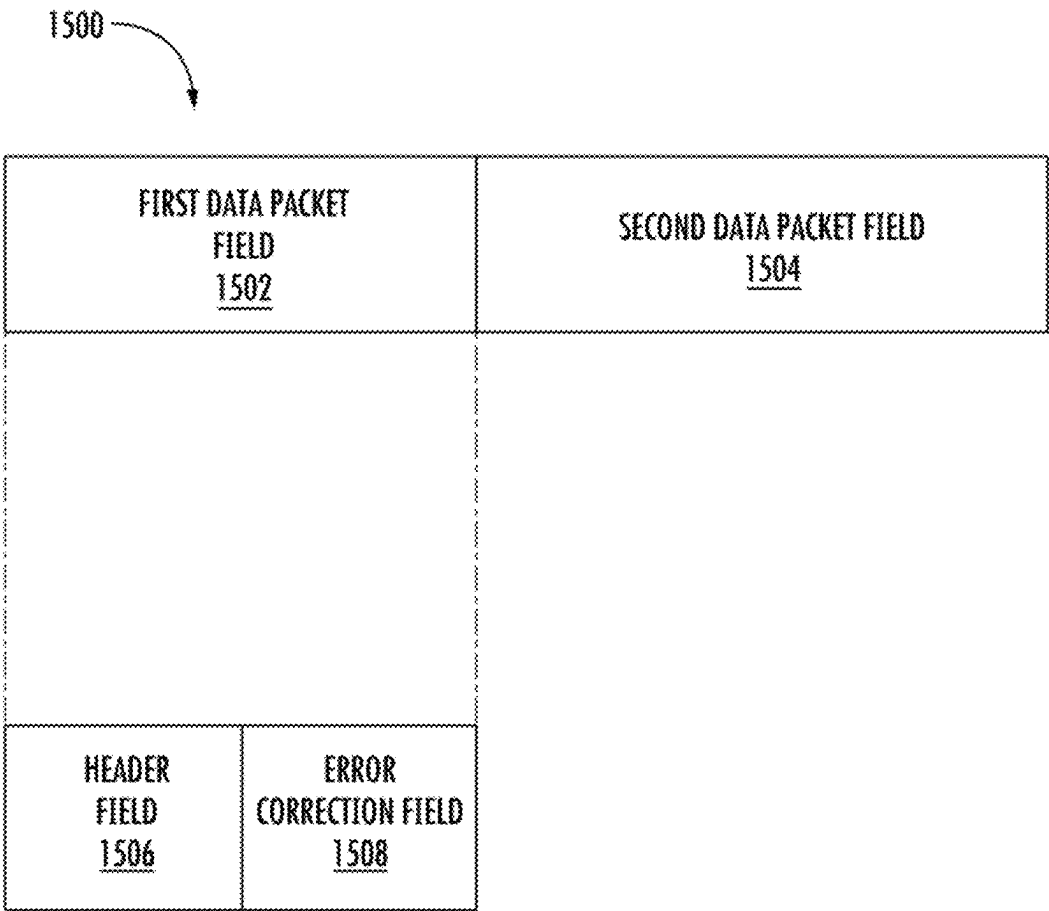 1500
FIRST DATA PACKET
FIELD
1502
SECOND DATA PACKET FIELD
1504
HEADER
FIELD
1506
ERROR
CORRECTION FIELD
1508